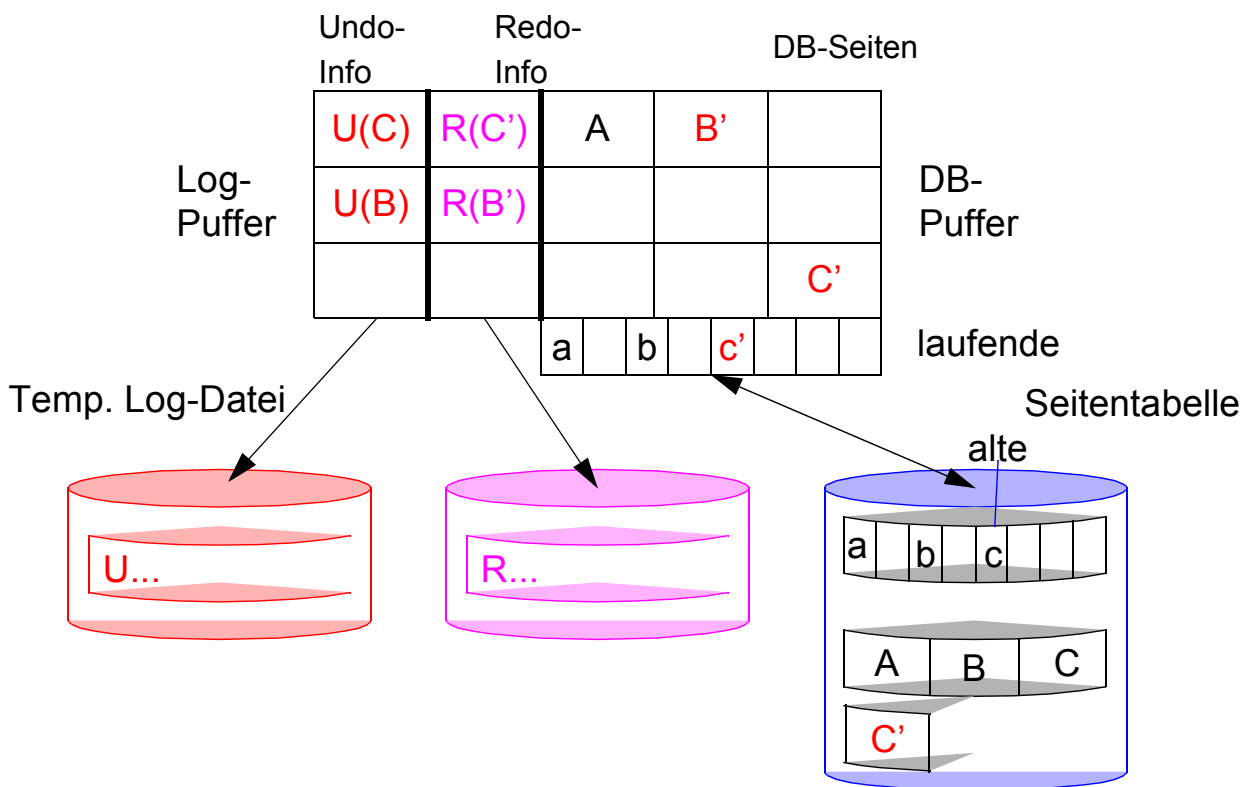 Undo-
Info
Redo-
Info
DB-Seiten
U(C) R(C’) A B’
Log-
Puffer
U(B) R(B’)
DB-
Puffer
C’
a b c’
laufende
Temp. Log-Datei
Seitentabelle
alte
a b c
U...
R...
A B C
C’